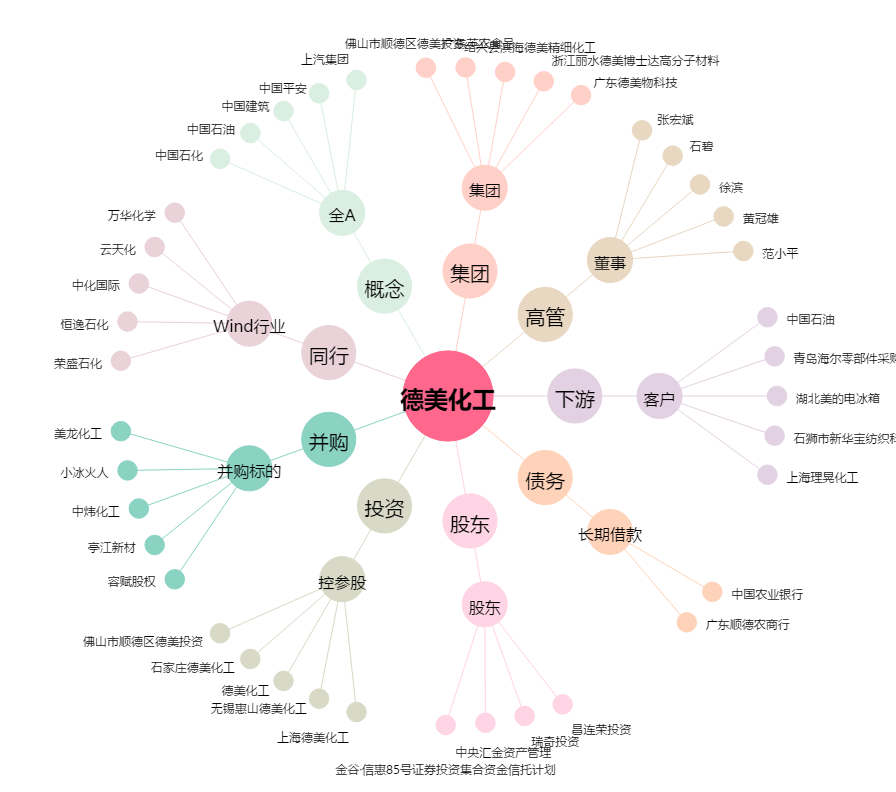 佛山市顺德区德美投资
广东英农食品
绍兴县滨海德美精细化工
浙江丽水德美博士达高分子材料
广东德美物科技
上汽集团
中国平安
中国建筑
中国石油
中国石化
集团
全A
集团
概念
张宏斌
石碧
徐滨
黄冠雄
范小平
董事
高管
万华化学
云天化
中化国际
恒逸石化
荣盛石化
Wind行业
同行
德美化工
下游
客户
中国石油
青岛海尔零部件采购
湖北美的电冰箱
石狮市新华宝纺织科
上海理晃化工
美龙化工
小冰火人
中炜化工
亭江新材
容赋股权
并购标的
并购
投资
控参股
股东
股东
债务
长期借款
中国农业银行
广东顺德农商行
佛山市顺德区德美投资
石家庄德美化工
德美化工
无锡惠山德美化工
上海德美化工
昌连荣投资
瑞奇投资
中央汇金资产管理
金谷·信惠85号证券投资集合资金信托计划